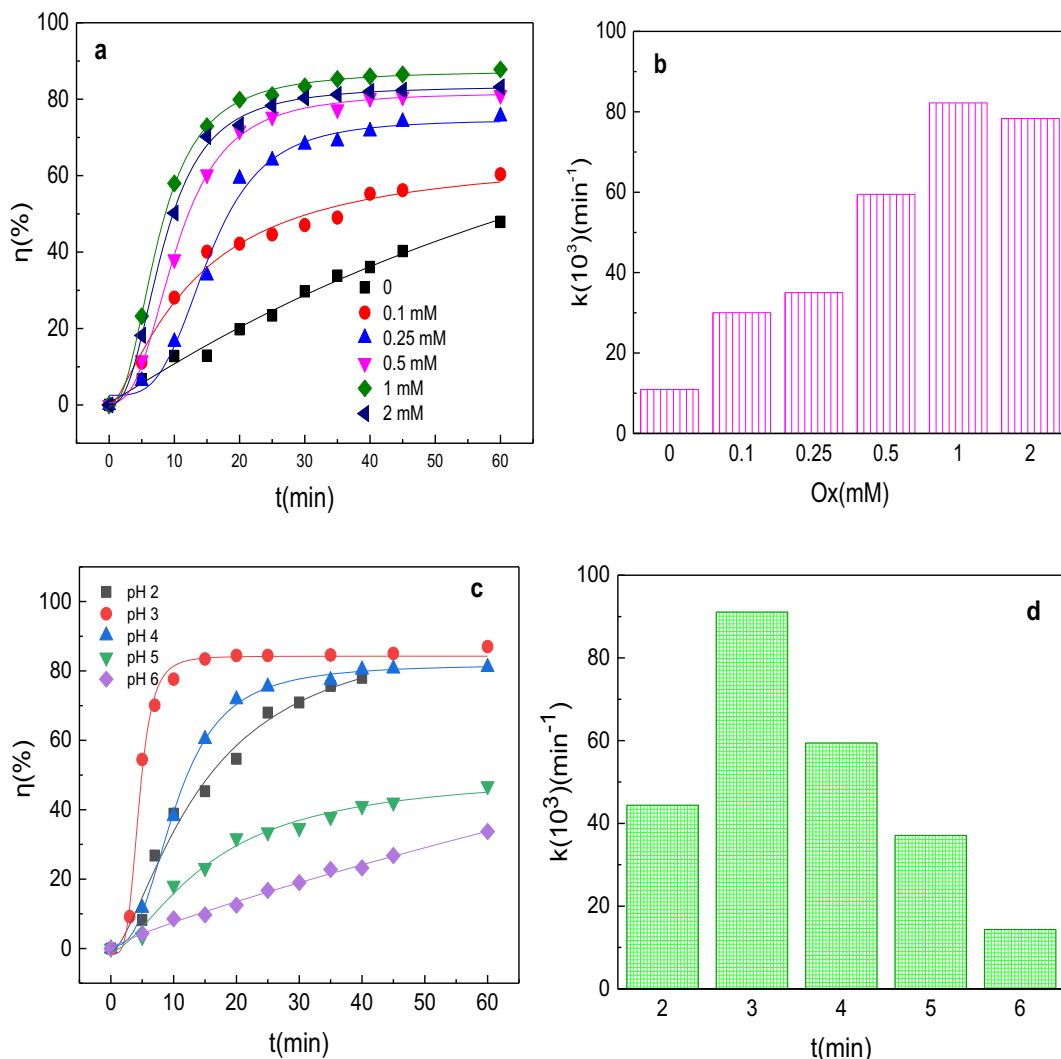 a
η(%)
100
80
60
40
20
0
0
0.1 mM
0.25 mM
0.5 mM
1 mM
2 mM
0 10 20 30 40 50 60
t(min)
b
k(10³)(min⁻¹)
100
80
60
40
20
0
0 0.1 0.25 0.5 1 2
Ox(mM)
c
η(%)
100
80
60
40
20
0
pH 2
pH 3
pH 4
pH 5
pH 6
0 10 20 30 40 50 60
t(min)
d
k(10³)(min⁻¹)
100
80
60
40
20
0
2 3 4 5 6
t(min)